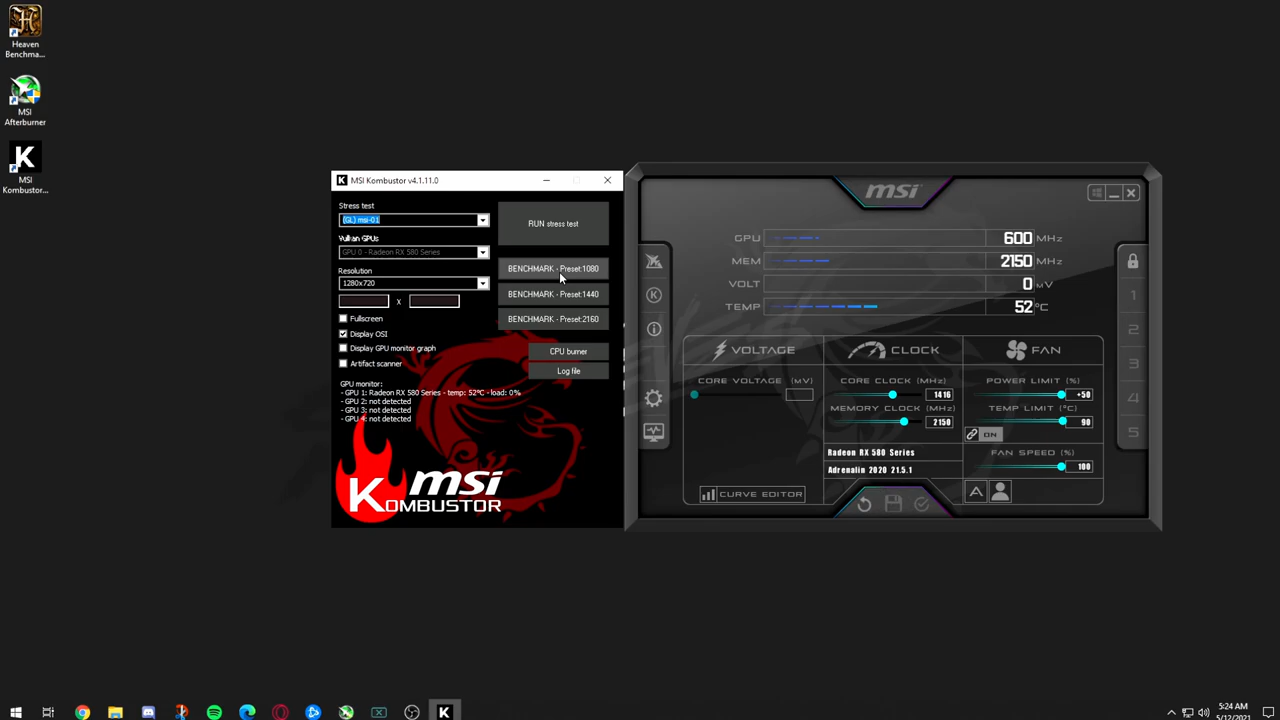 Heaven
Benchma...
MSI
Afterburner
K
MSI
Kombustor...
K MSI Kombustor v4.1.11.0
Stress test
(GL) msi-01
Vulkan GPUs
GPU 0 - Radeon RX 580 Series
Resolution
1280x720
X
Fullscreen
Display OSI
Display GPU monitor graph
Artifact scanner
RUN stress test
BENCHMARK - Preset:1080
BENCHMARK - Preset:1440
BENCHMARK - Preset:2160
CPU burner
Log file
GPU monitor:
- GPU 1: Radeon RX 580 Series - temp: 52ºC - load: 0%
- GPU 2: not detected
- GPU 3: not detected
- GPU 4: not detected
msi
KOMBUSTOR
msi
GPU 600 MHz
MEM 2150 MHz
VOLT 0 mV
TEMP 52 °C
K
1
2
3
4
5
VOLTAGE
CORE VOLTAGE (MV)
CURVE EDITOR
CLOCK
CORE CLOCK (MHz)
1416
MEMORY CLOCK (MHz)
2150
Radeon RX 580 Series
Adrenalin 2020 21.5.1
FAN
POWER LIMIT (%)
+50
TEMP LIMIT (°C)
90
ON
FAN SPEED (%)
100
A
K
5:24 AM
5/12/2021